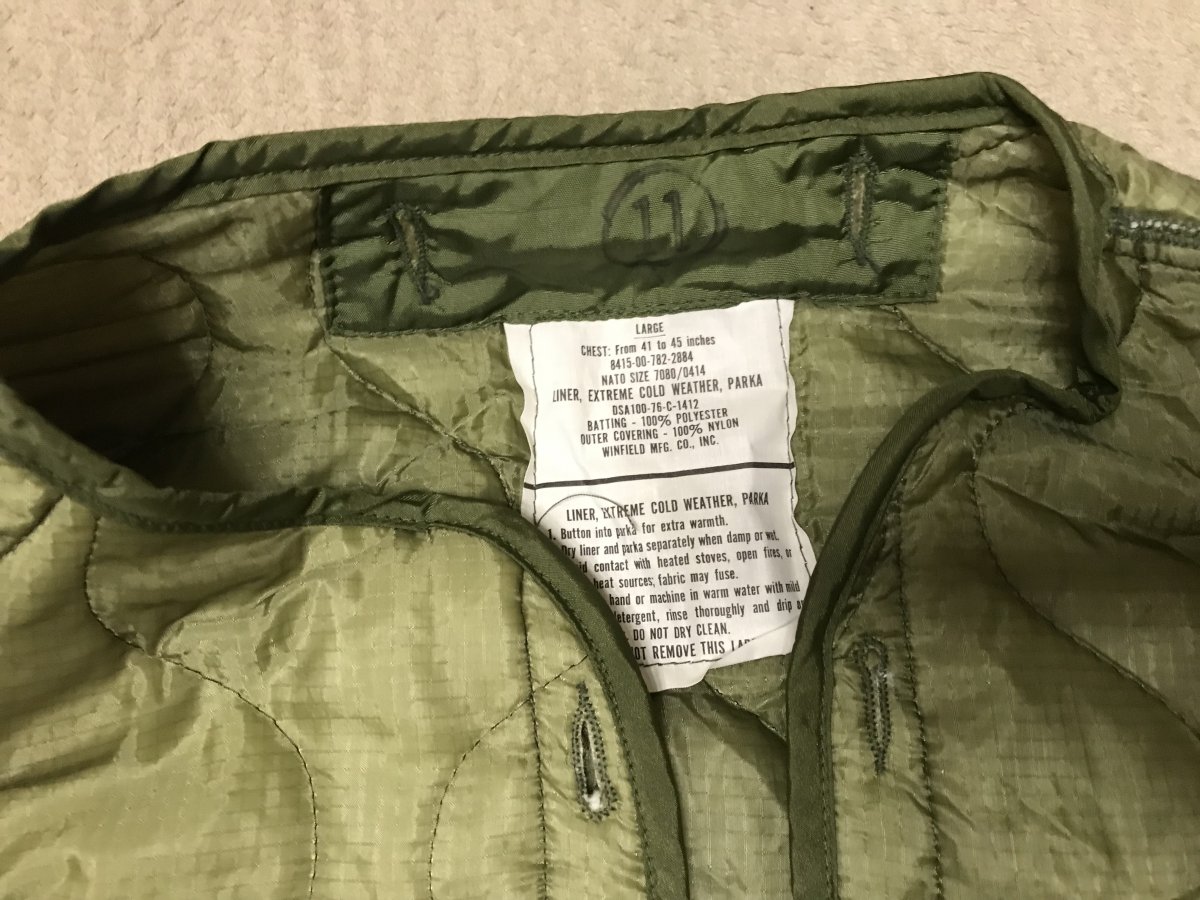 11
LARGE
CHEST: From 41 to 45 inches
8415-00-782-2884
NATO SIZE 7080/0414
LINER, EXTREME COLD WEATHER, PARKA
DSA100-76-C-1412
BATTING - 100% POLYESTER
OUTER COVERING - 100% NYLON
WINFIELD MFG. CO., INC.
LINER, EXTREME COLD WEATHER, PARKA
1. Button into parka for extra warmth.
Dry liner and parka separately when damp or wet.
contact with heated stoves, open fires, or
heat sources; fabric may fuse.
hand or machine in warm water with mild
detergent, rinse thoroughly and drip
DO NOT DRY CLEAN.
NOT REMOVE THIS